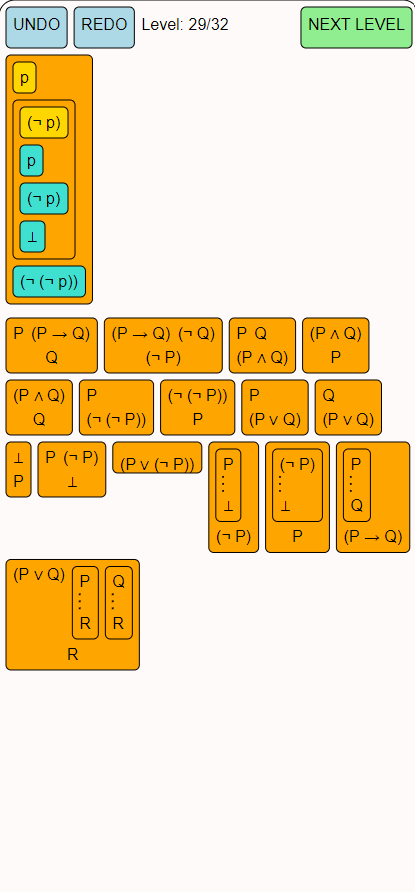 UNDO REDO Level: 29/32 NEXT LEVEL
p
(¬ p)
p
(¬ p)
⊥
(¬ (¬ p))
P (P → Q) (P → Q) (¬ Q) P Q (P ∧ Q)
Q (¬ P) (P ∧ Q) P
(P ∧ Q) P (¬ (¬ P)) P Q
Q (¬ (¬ P)) P (P ∨ Q) (P ∨ Q)
⊥ P (¬ P) (P ∨ (¬ P)) P (¬ P) P
P ⊥ ⋮ ⋮ ⋮
⊥ ⊥ Q
(¬ P) P (P → Q)
(P ∨ Q) P Q
⋮ ⋮
R R
R